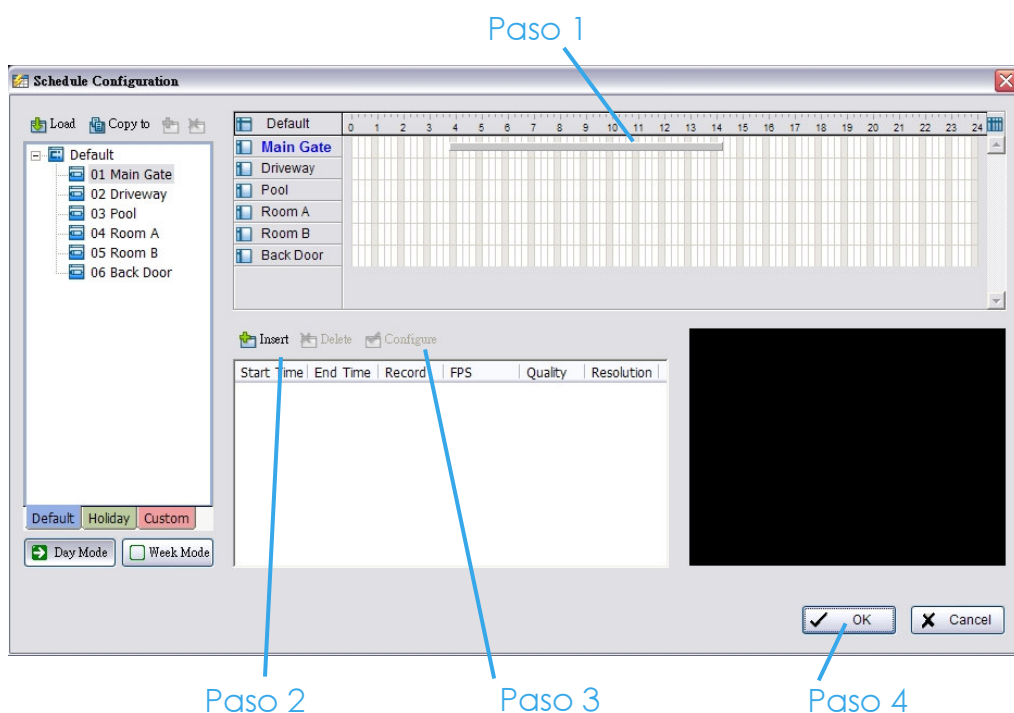 Paso 1
Schedule Configuration
Load Copy to
Default
01 Main Gate
02 Driveway
03 Pool
04 Room A
05 Room B
06 Back Door
Default Holiday Custom
Day Mode Week Mode
Default 0 1 2 3 4 5 6 7 8 9 10 11 12 13 14 15 16 17 18 19 20 21 22 23 24
Main Gate
Driveway
Pool
Room A
Room B
Back Door
Insert Delete Configure
Start Time End Time Record FPS Quality Resolution
OK Cancel
Paso 2 Paso 3 Paso 4